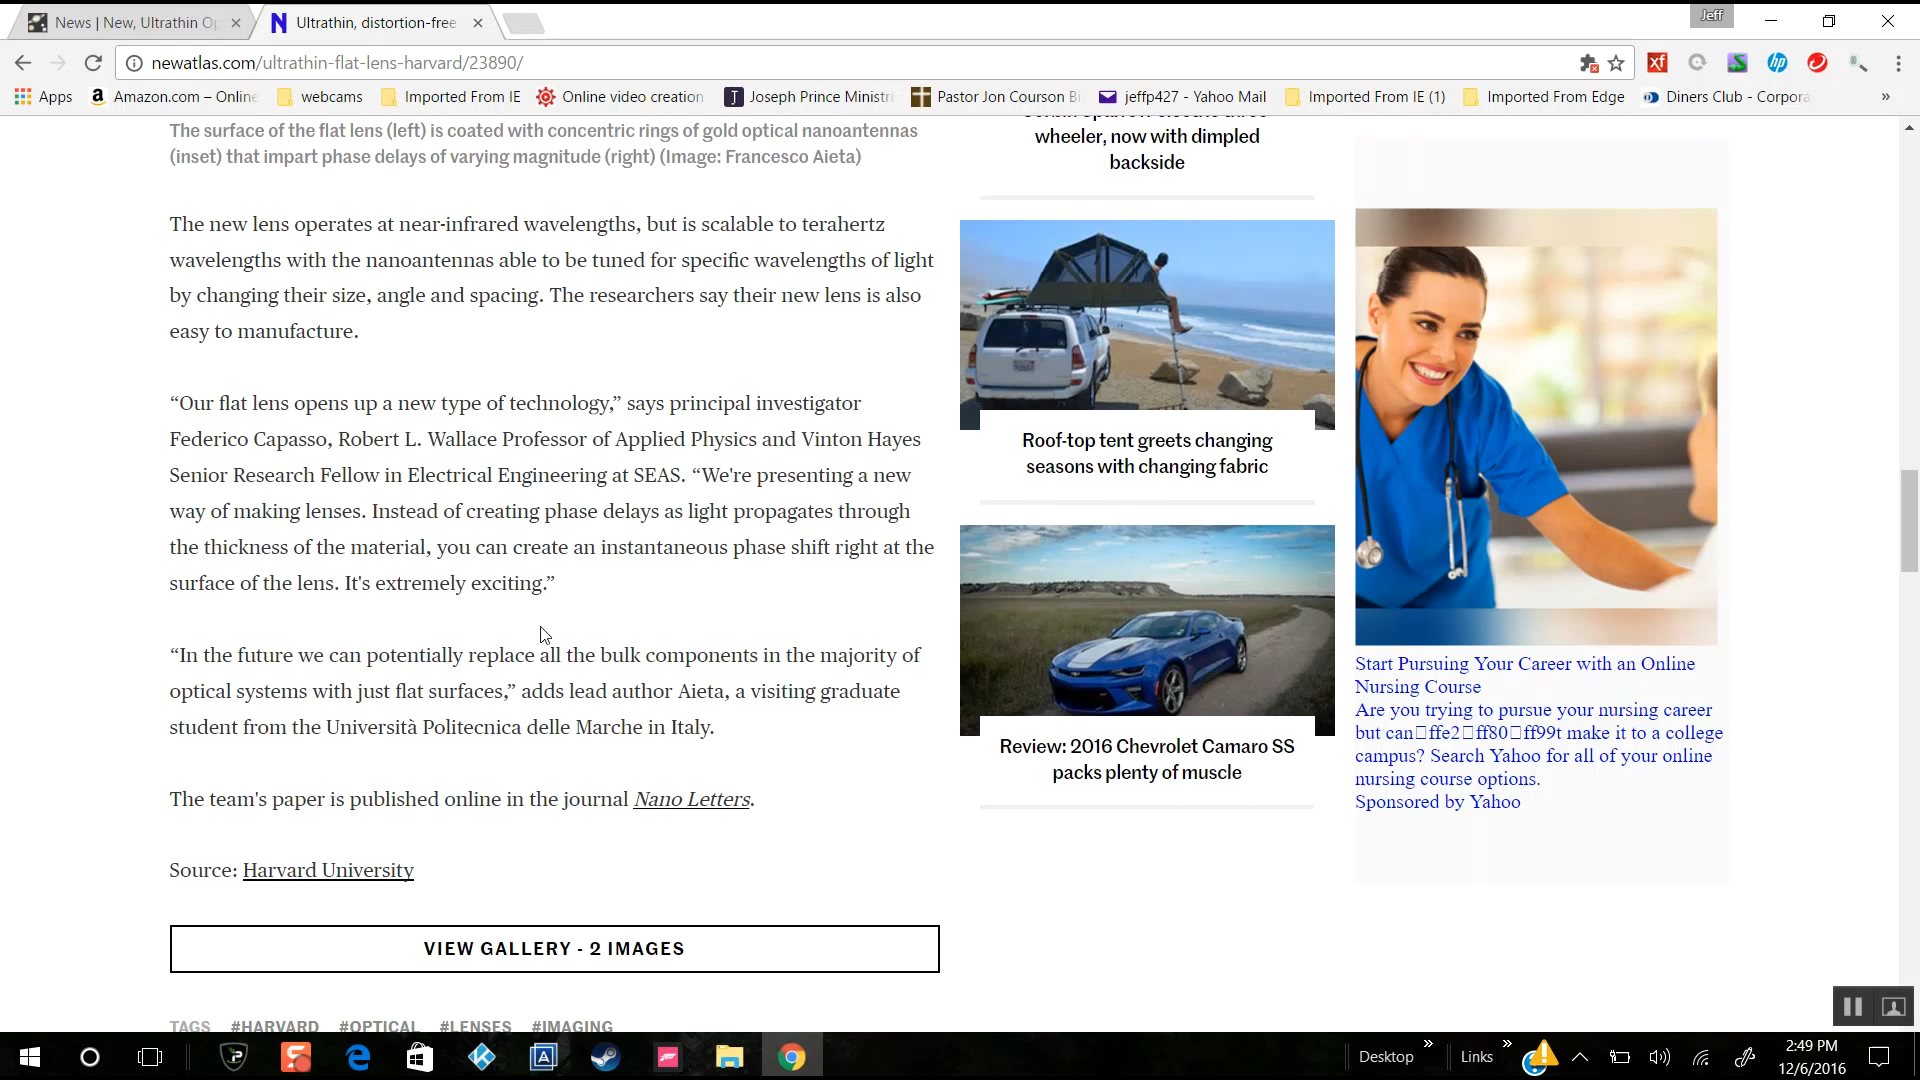 News | New, Ultrathin Op
Ultrathin, distortion-free
Jeff
newatlas.com/ultrathin-flat-lens-harvard/23890/
Apps
Amazon.com – Online
webcams
Imported From IE
Online video creation
Joseph Prince Ministri
Pastor Jon Courson Bi
jeffp427 - Yahoo Mail
Imported From IE (1)
Imported From Edge
Diners Club - Corpora
»
The surface of the flat lens (left) is coated with concentric rings of gold optical nanoantennas
(inset) that impart phase delays of varying magnitude (right) (Image: Francesco Aieta)
The new lens operates at near-infrared wavelengths, but is scalable to terahertz
wavelengths with the nanoantennas able to be tuned for specific wavelengths of light
by changing their size, angle and spacing. The researchers say their new lens is also
easy to manufacture.
“Our flat lens opens up a new type of technology,” says principal investigator
Federico Capasso, Robert L. Wallace Professor of Applied Physics and Vinton Hayes
Senior Research Fellow in Electrical Engineering at SEAS. “We're presenting a new
way of making lenses. Instead of creating phase delays as light propagates through
the thickness of the material, you can create an instantaneous phase shift right at the
surface of the lens. It's extremely exciting.”
“In the future we can potentially replace all the bulk components in the majority of
optical systems with just flat surfaces,” adds lead author Aieta, a visiting graduate
student from the Università Politecnica delle Marche in Italy.
The team's paper is published online in the journal Nano Letters.
Source: Harvard University
VIEW GALLERY - 2 IMAGES
TAGS #HARVARD #OPTICAL #LENSES #IMAGING
wheeler, now with dimpled
backside
Roof-top tent greets changing
seasons with changing fabric
Review: 2016 Chevrolet Camaro SS
packs plenty of muscle
Start Pursuing Your Career with an Online
Nursing Course
Are you trying to pursue your nursing career
but can□ffe2□ff80□ff99t make it to a college
campus? Search Yahoo for all of your online
nursing course options.
Sponsored by Yahoo
Desktop »
Links »
2:49 PM
12/6/2016